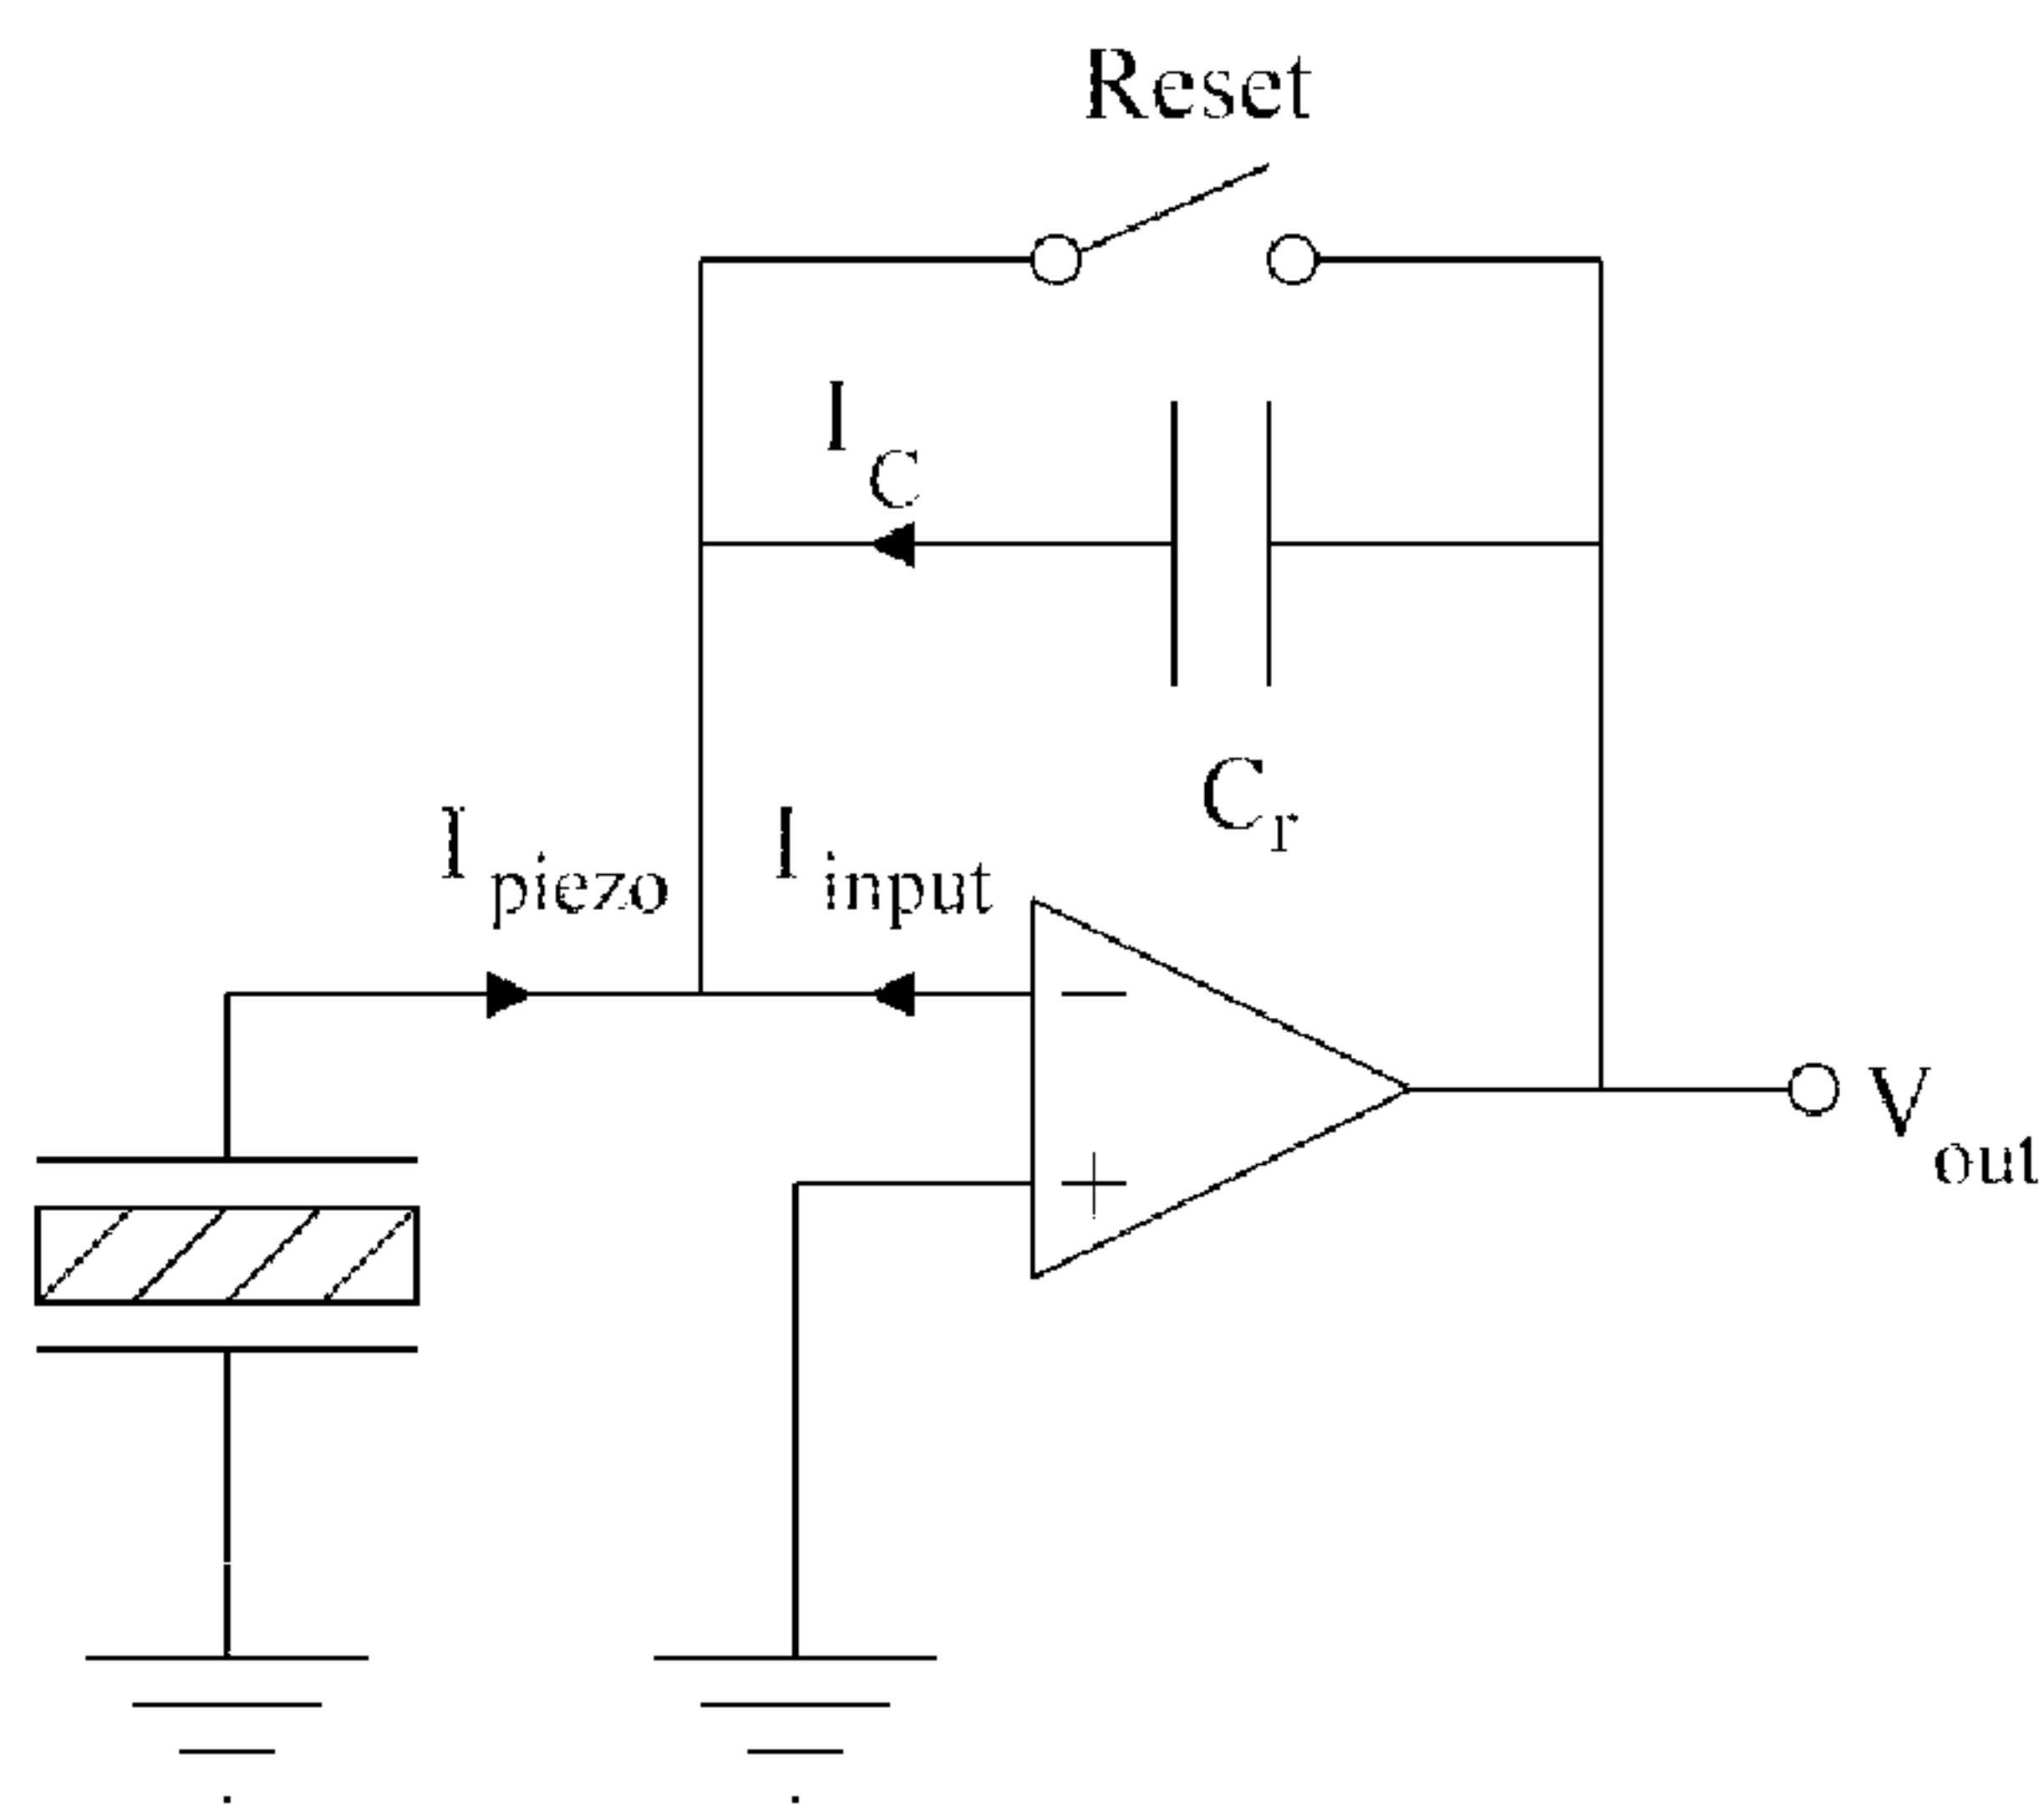 Reset
I C
C r
I piezo
I input
−
+
V out